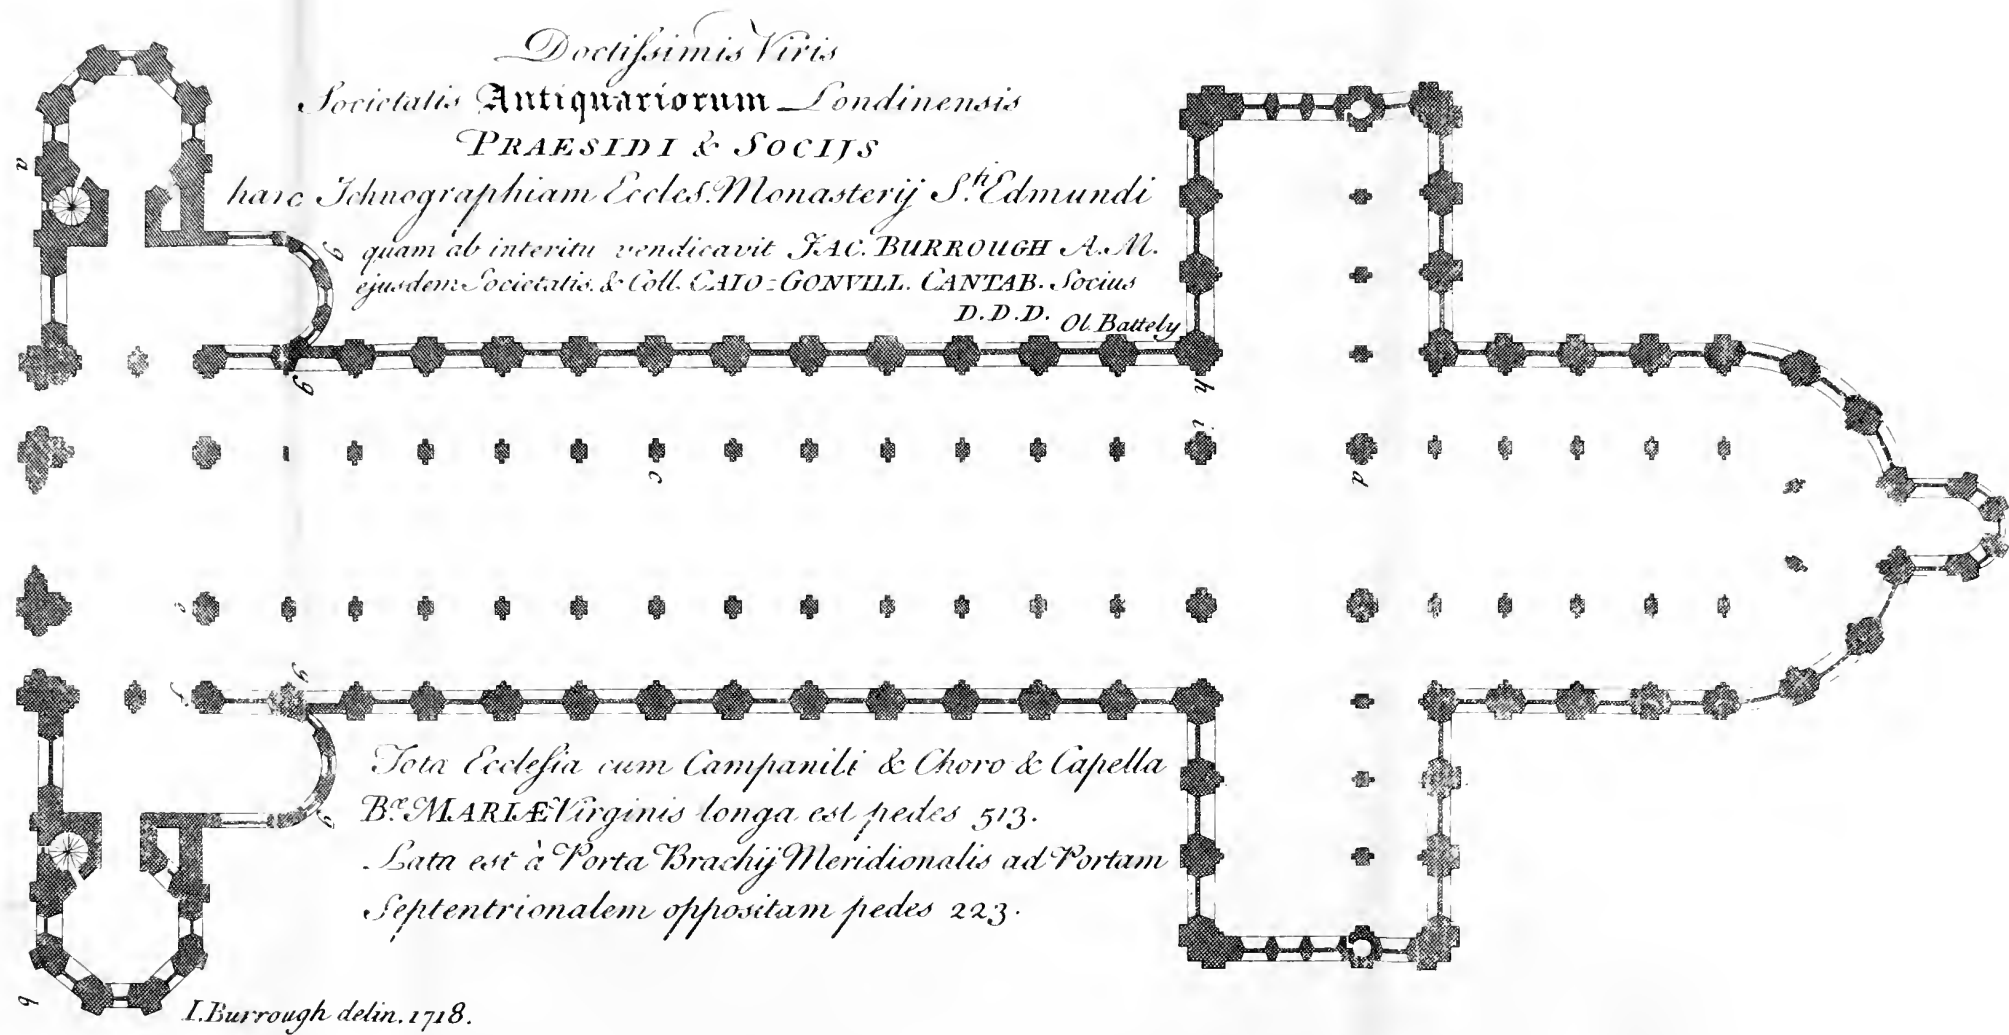 Doctissimis Viris
Societatis Antiquariorum Londinensis
PRAESIDI & SOCIJS
hanc Ichnographiam Eccles. Monasterij S.ti Edmundi
quam ab interitu vendicavit JAC. BURROUGH A.M.
ejusdem Societatis. & Coll. CAIO-GONVILL. CANTAB. Socius
D. D. D. Ol. Battely
a
g
g
h
i
c
d
e
f
g
g
Tota Ecclesia cum Campanili & Choro & Capella
B.æ MARIÆ Virginis longa est pedes 513.
Lata est à Porta Brachij Meridionalis ad Portam
Septentrionalem oppositam pedes 223.
b
I. Burrough delin. 1718.